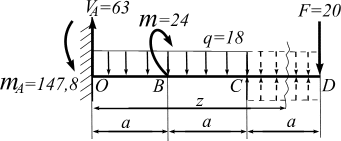 V_A=63
m=24
F=20
q=18
m_A=147,8
O
B
C
D
z
a
a
a